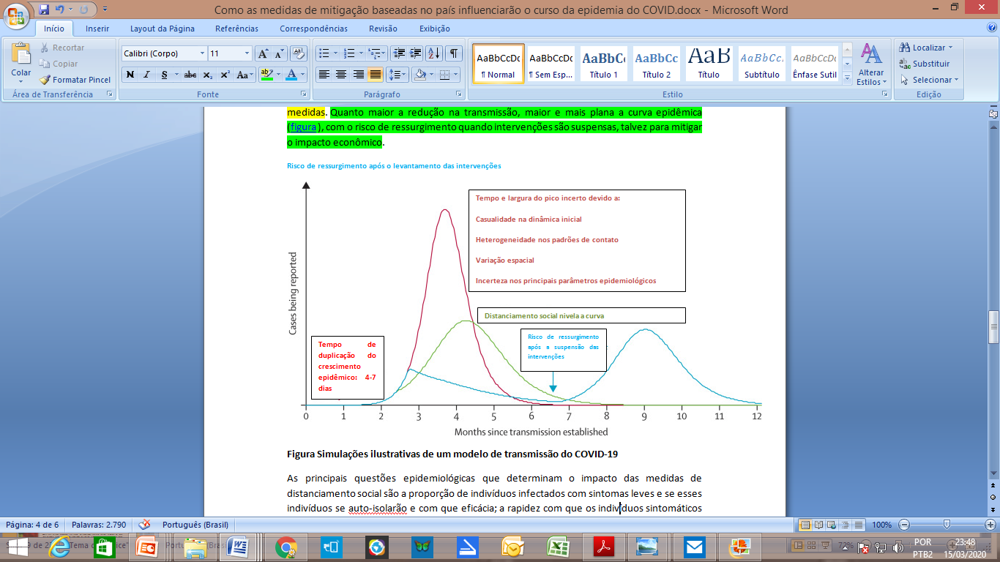 Como as medidas de mitigação baseadas no país influenciarão o curso da epidemia do COVID.docx - Microsoft Word
Início Inserir Layout da Página Referências Correspondências Revisão Exibição
Colar
Recortar
Copiar
Formatar Pincel
Área de Transferência
Calibri (Corpo) 11
N I S abc x₂ x² Aa
Fonte
Parágrafo
AaBbCcDc AaBbCcDc AaBbCc AaBbCc AaB AaBbCc. AaBbCcDc
¶ Normal ¶ Sem Esp... Título 1 Título 2 Título Subtítulo Ênfase Sutil
Alterar
Estilos
Estilo
Localizar
Substituir
Selecionar
Edição
medidas. Quanto maior a redução na transmissão, maior e mais plana a curva epidêmica
(figura ), com o risco de ressurgimento quando intervenções são suspensas, talvez para mitigar
o impacto econômico.
Risco de ressurgimento após o levantamento das intervenções
Cases being reported
Tempo e largura do pico incerto devido a:
Casualidade na dinâmica inicial
Heterogeneidade nos padrões de contato
Variação espacial
Incerteza nos principais parâmetros epidemiológicos
Distanciamento social nivela a curva
Risco de ressurgimento
após a suspensão das
intervenções
Tempo de
duplicação do
crescimento
epidêmico: 4-7
dias
0 1 2 3 4 5 6 7 8 9 10 11 12
Months since transmission established
Figura Simulações ilustrativas de um modelo de transmissão do COVID-19
As principais questões epidemiológicas que determinam o impacto das medidas de
distanciamento social são a proporção de indivíduos infectados com sintomas leves e se esses
indivíduos se auto-isolarão e com que eficácia; a rapidez com que os indivíduos sintomáticos
Página: 4 de 6 Palavras: 2.790 Português (Brasil) 100%
72%
POR
PTB2
23:48
15/03/2020